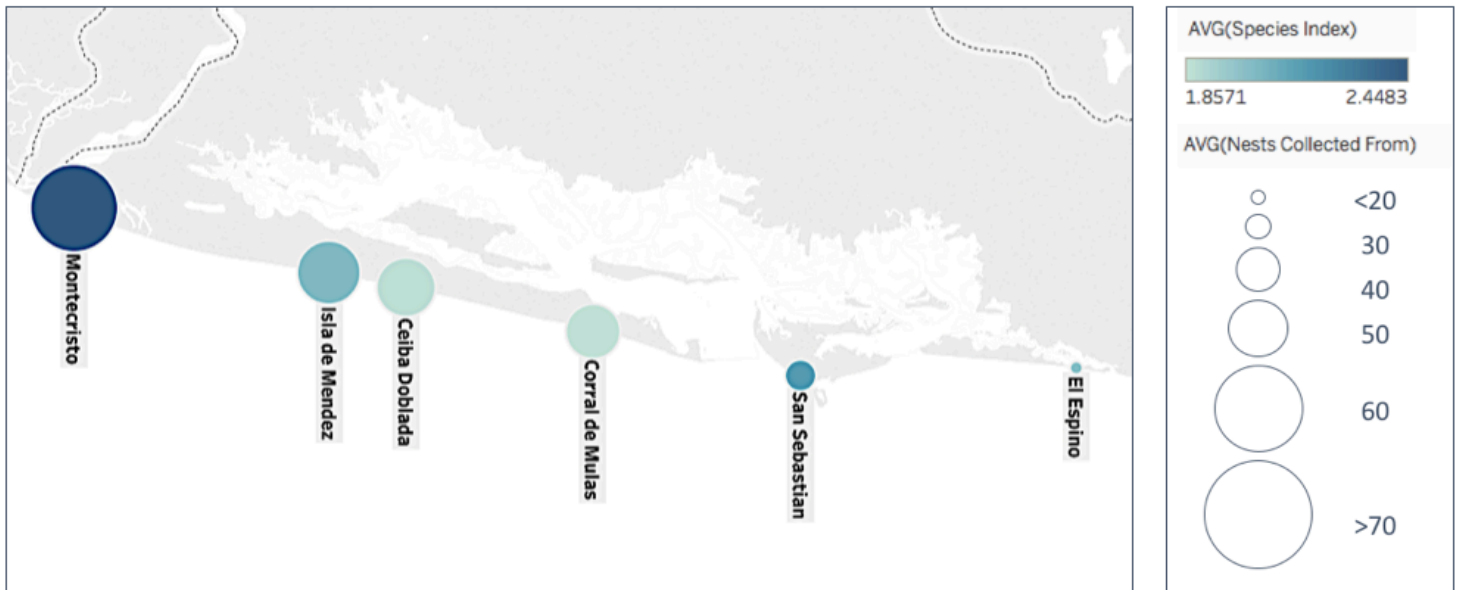 Montecristo
Isla de Mendez
Ceiba Doblada
Corral de Mulas
San Sebastian
El Espino
AVG(Species Index)
1.8571 2.4483
AVG(Nests Collected From)
<20
30
40
50
60
>70